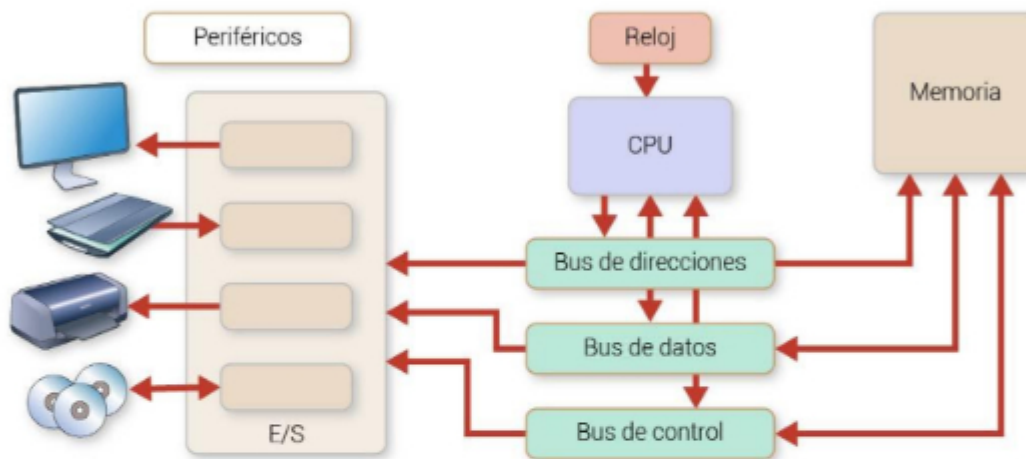 Periféricos
Reloj
Memoria
CPU
Bus de direcciones
Bus de datos
Bus de control
E/S